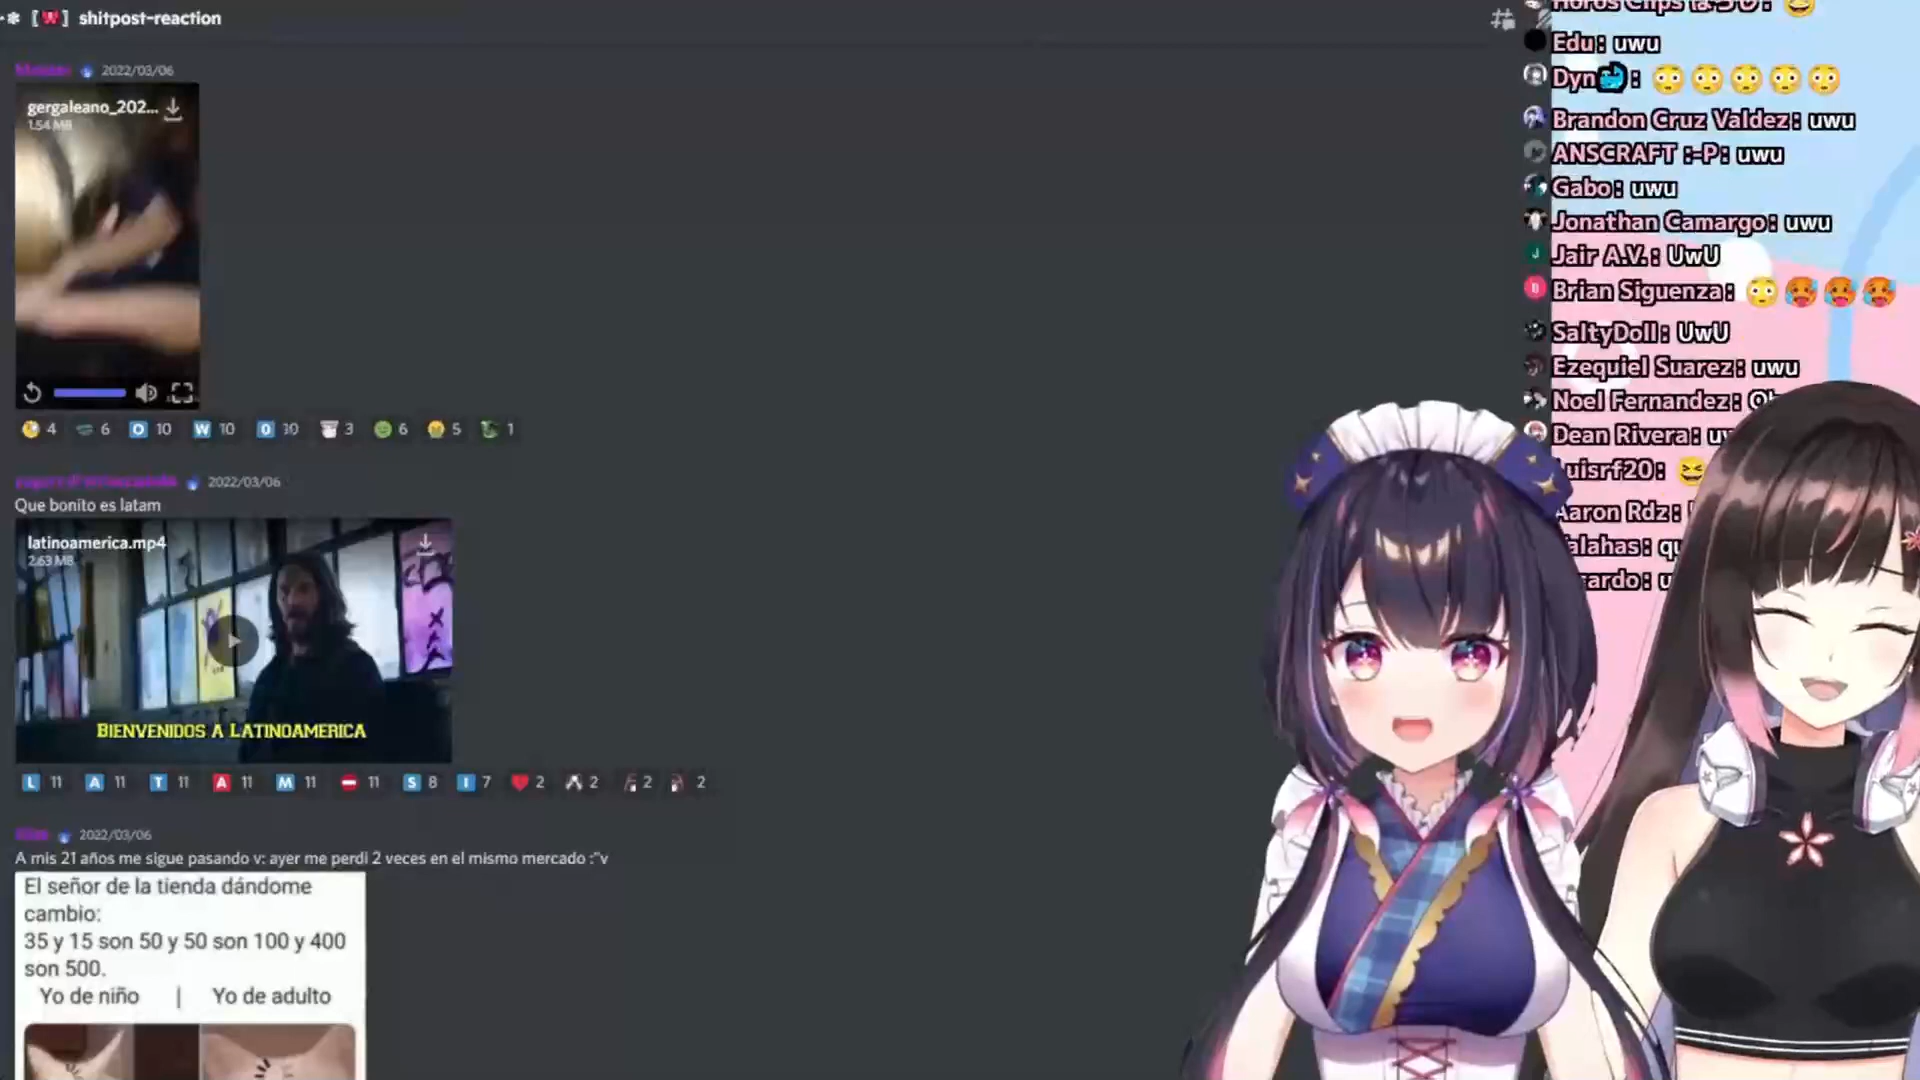 shitpost-reaction
2022/03/06
gergaleano_202...
1.54 MB
4 6 O 10 W 10 O 10 3 6 5 1
2022/03/06
Que bonito es latam
latinoamerica.mp4
2.63 MB
BIENVENIDOS A LATINOAMERICA
L 11 A 11 T 11 A 11 M 11 11 S 8 I 7 2 2 2 2
2022/03/06
A mis 21 años me sigue pasando v: ayer me perdi 2 veces en el mismo mercado :"v
El señor de la tienda dándome
cambio:
35 y 15 son 50 y 50 son 100 y 400
son 500.
Yo de niño | Yo de adulto
Edu: uwu
Dyn:
Brandon Cruz Valdez: uwu
ANSCRAFT :-P: uwu
Gabo: uwu
Jonathan Camargo: uwu
Jair A.V.: UwU
Brian Siguenza:
SaltyDoll: UwU
Ezequiel Suarez: uwu
Noel Fernandez:
Dean Rivera:
uisrf20:
Aaron Rdz:
alahas:
ardo: